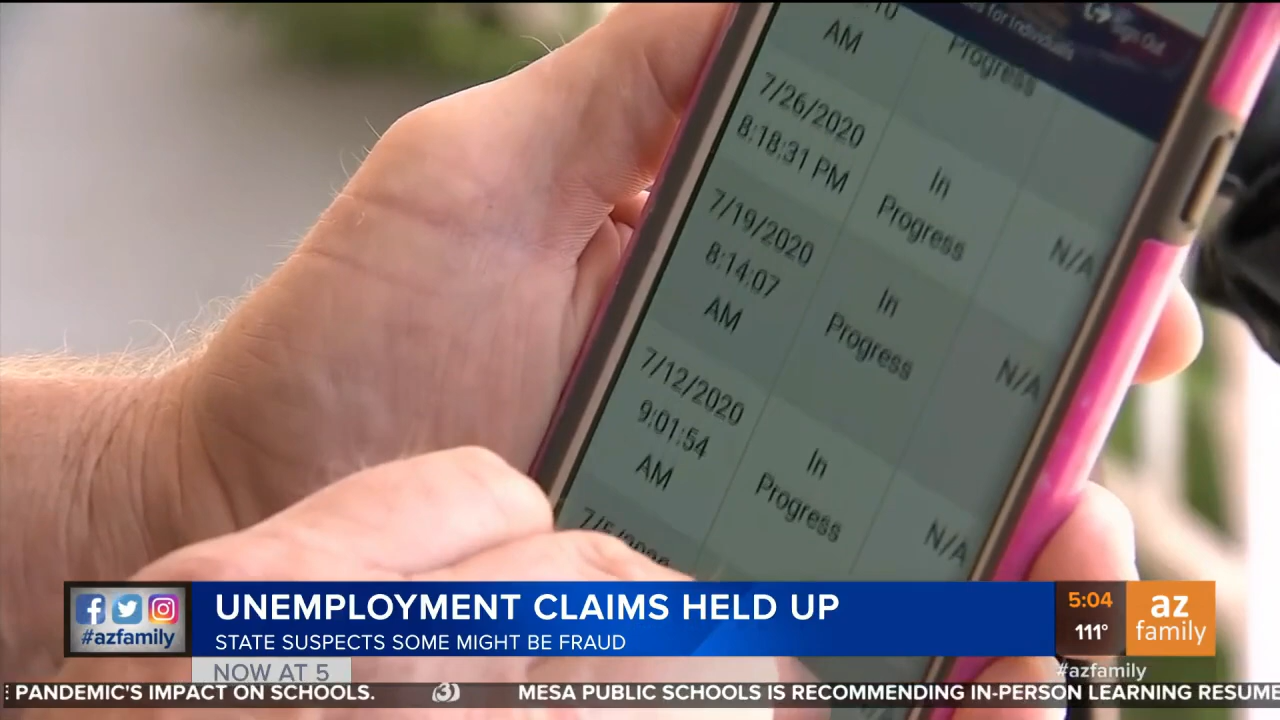 AM
s for Individuals
Sign Out
Progress
7/26/2020
8:18:31 PM
In
Progress
N/A
7/19/2020
8:14:07
AM
In
Progress
N/A
7/12/2020
9:01:54
AM
In
Progress
N/A
UNEMPLOYMENT CLAIMS HELD UP
STATE SUSPECTS SOME MIGHT BE FRAUD
#azfamily
5:04
111°
az
family
NOW AT 5
#azfamily
PANDEMIC'S IMPACT ON SCHOOLS. 3 MESA PUBLIC SCHOOLS IS RECOMMENDING IN-PERSON LEARNING RESUME